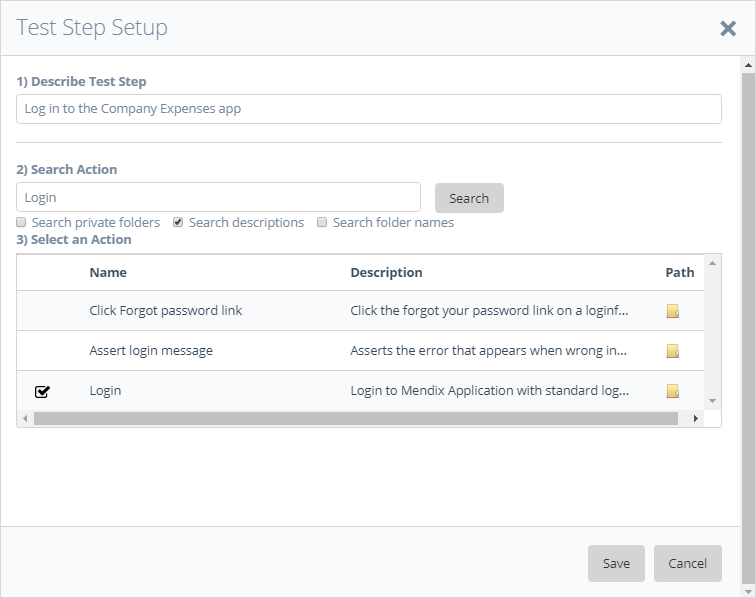 Test Step Setup
1) Describe Test Step
Log in to the Company Expenses app
2) Search Action
Login Search
Search private folders Search descriptions Search folder names
3) Select an Action
Name Description Path
Click Forgot password link Click the forgot your password link on a loginf...
Assert login message Asserts the error that appears when wrong in...
Login Login to Mendix Application with standard log...
Save Cancel